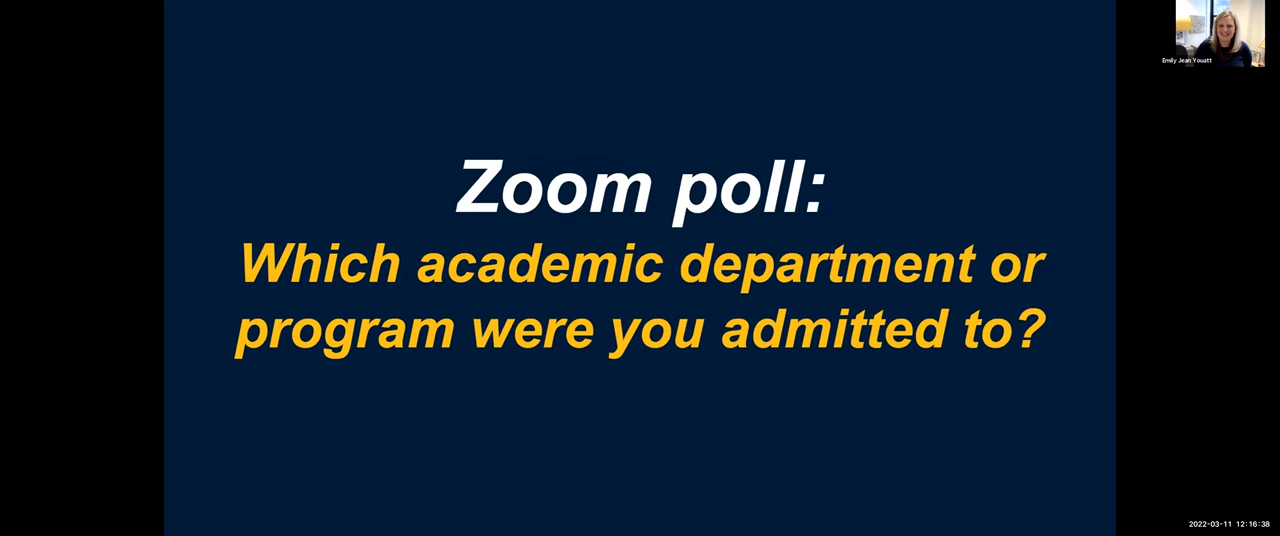 Emily Jean Youatt
Zoom poll:
Which academic department or
program were you admitted to?
2022-03-11 12:16:38